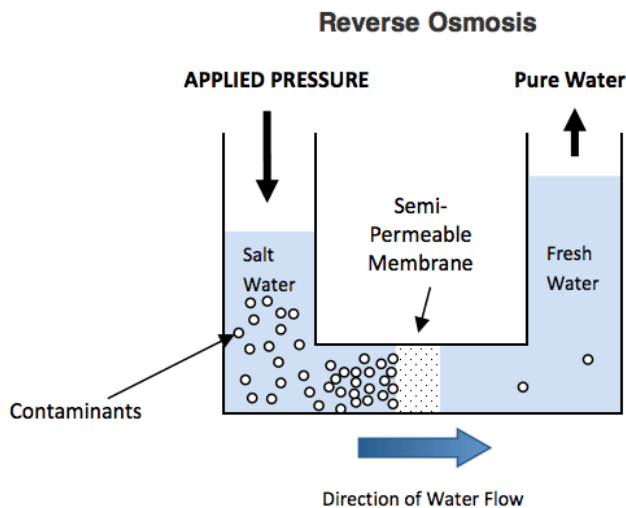 Reverse Osmosis
APPLIED PRESSURE
Pure Water
Semi-
Permeable
Membrane
Salt
Water
Fresh
Water
Contaminants
Direction of Water Flow